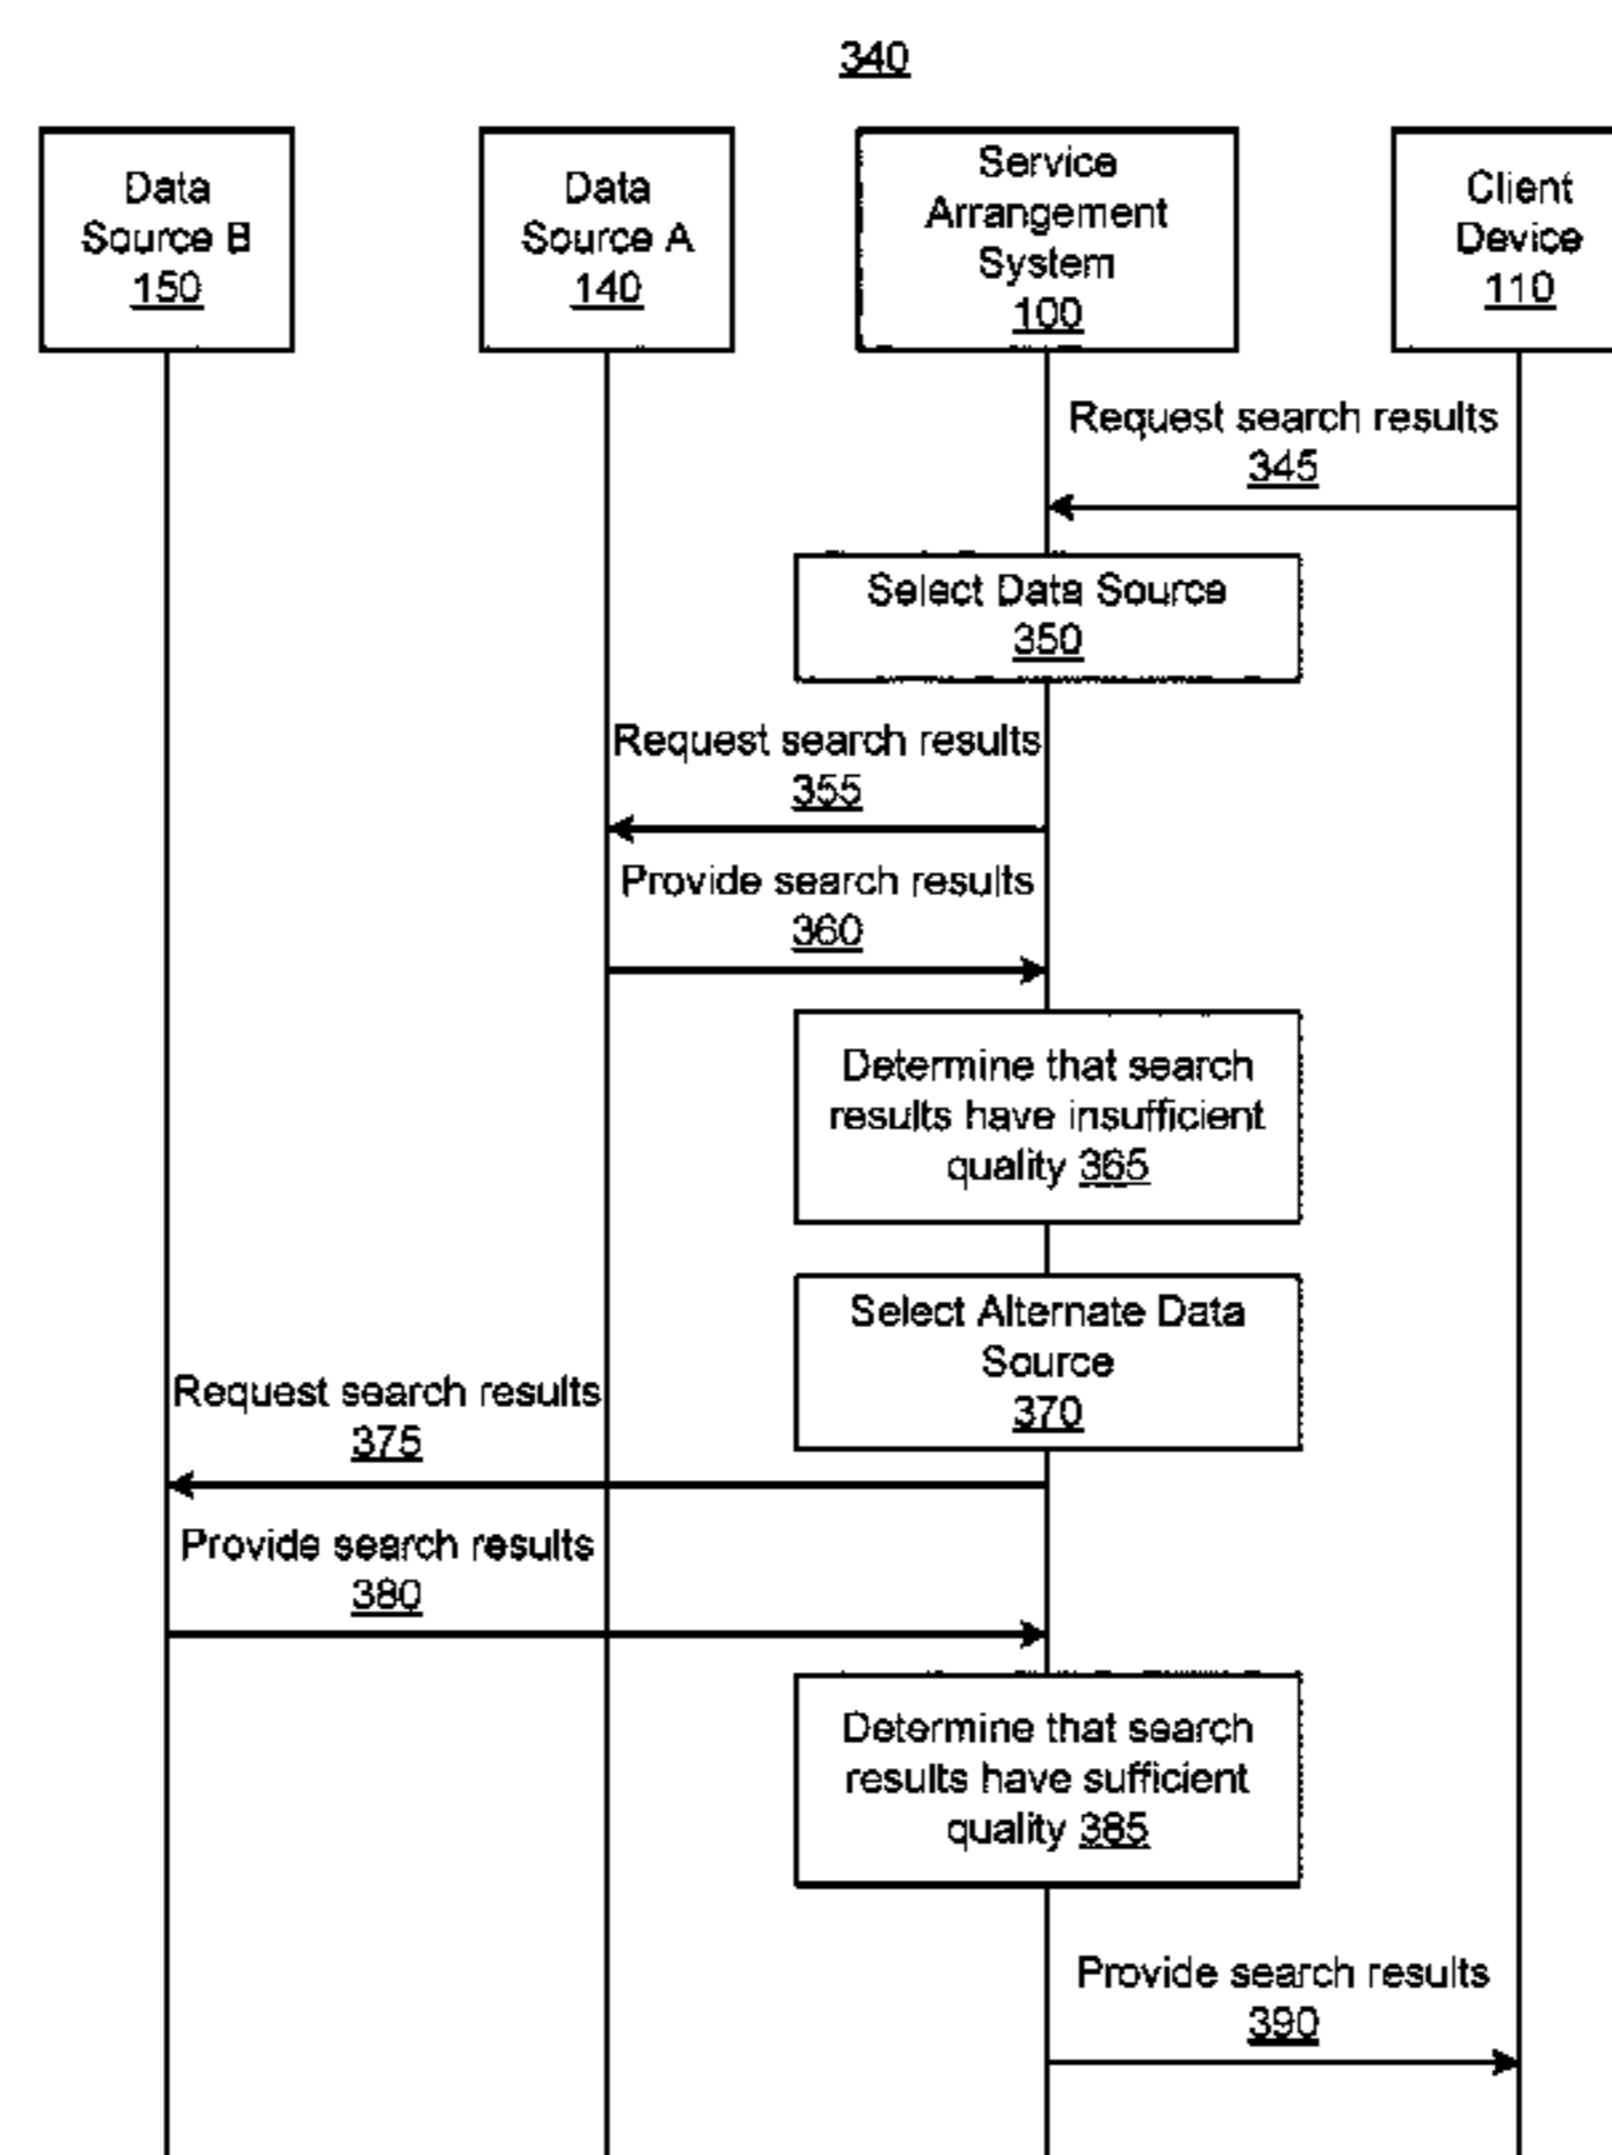 340
Data
Source B
150
Data
Source A
140
Service
Arrangement
System
100
Client
Device
110
Request search results
345
Select Data Source
350
Request search results
355
Provide search results
360
Determine that search
results have insufficient
quality 365
Select Alternate Data
Source
370
Request search results
375
Provide search results
380
Determine that search
results have sufficient
quality 385
Provide search results
390